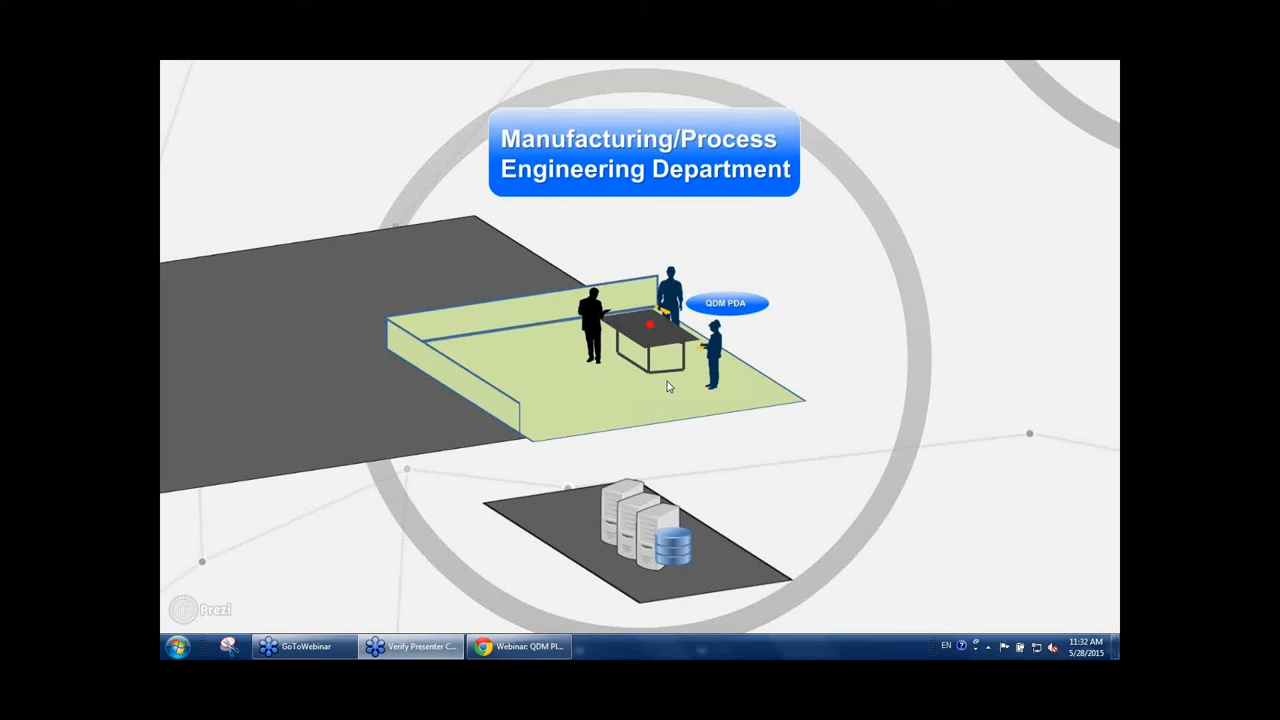 Manufacturing/Process
Engineering Department
QDM PDA
Prezi
GoToWebinar
Verify Presenter C...
Webinar: QDM Pl...
EN
11:32 AM
5/28/2015